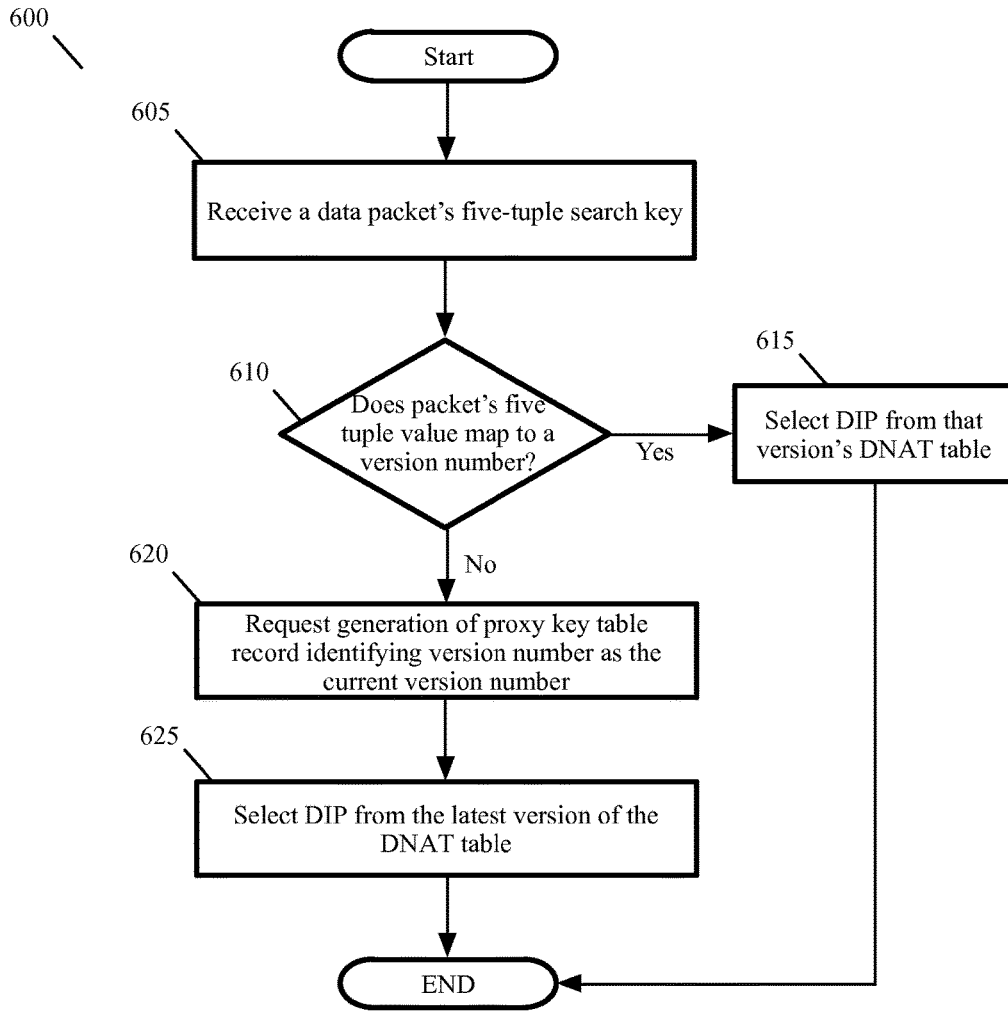 600
Start
605
Receive a data packet's five-tuple search key
610
Does packet's five
tuple value map to a
version number?
Yes
615
Select DIP from that
version's DNAT table
No
620
Request generation of proxy key table
record identifying version number as the
current version number
625
Select DIP from the latest version of the
DNAT table
END